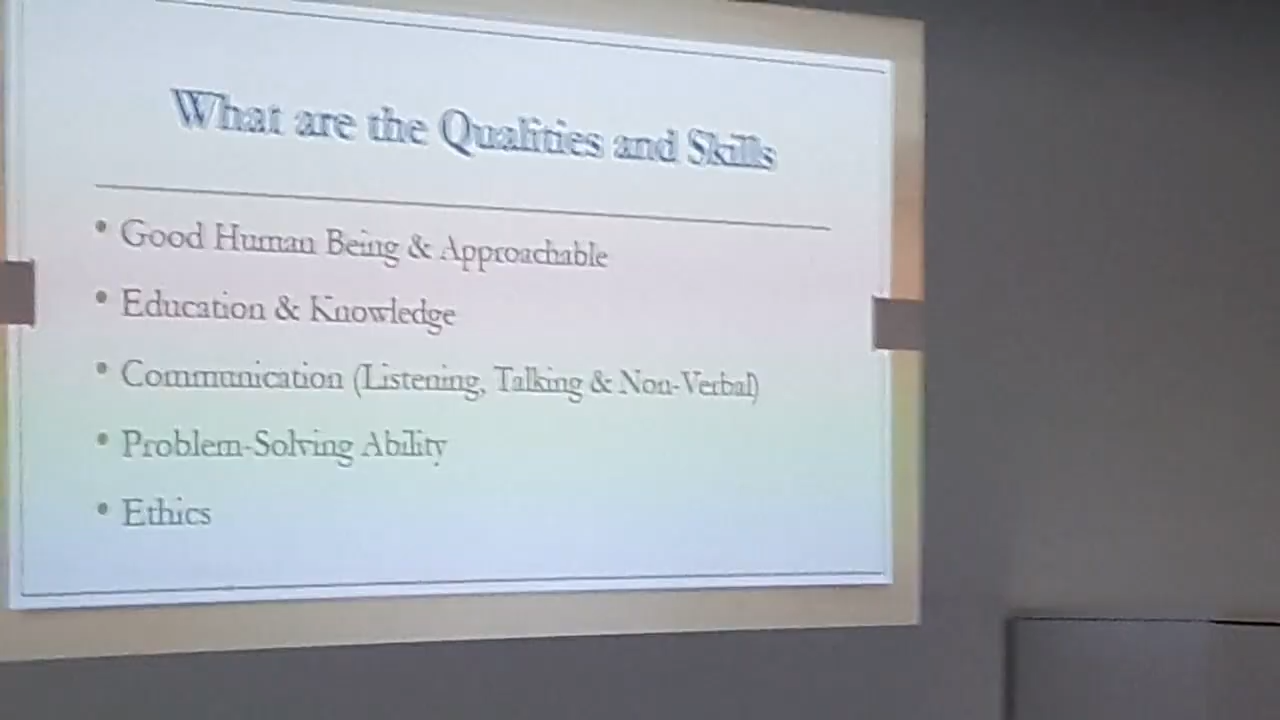 What are the Qualities and Skills
• Good Human Being & Approachable
• Education & Knowledge
• Communication (Listening, Talking & Non-Verbal)
• Problem-Solving Ability
• Ethics